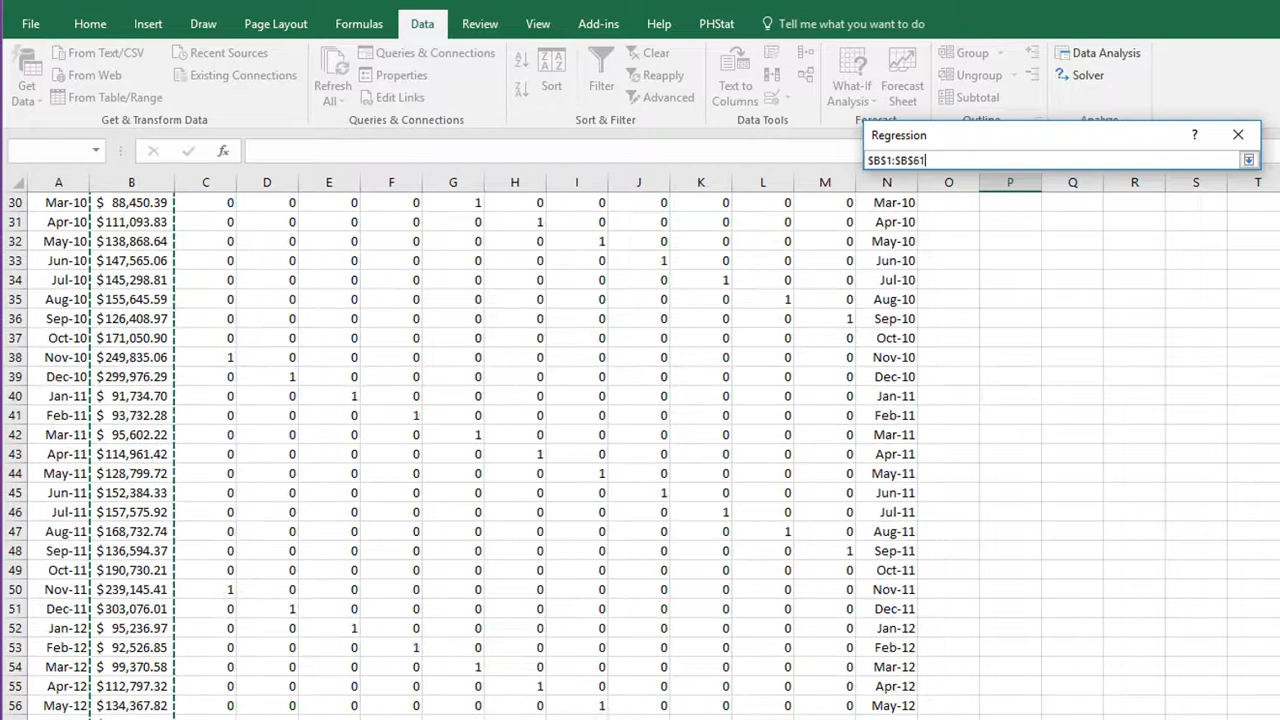 File Home Insert Draw Page Layout Formulas Data Review View Add-ins Help PHStat Tell me what you want to do
Get Data
From Text/CSV
From Web
From Table/Range
Recent Sources
Existing Connections
Get & Transform Data
Refresh All
Queries & Connections
Properties
Edit Links
Queries & Connections
Sort
Filter
Clear
Reapply
Advanced
Sort & Filter
Text to Columns
Data Tools
What-If Analysis
Forecast Sheet
Forecast
Group
Ungroup
Subtotal
Outline
Data Analysis
Solver
Analyze
Regression ? ×
$B$1:$B$61
fx
A B C D E F G H I J K L M N O P Q R S T
30 Mar-10 $ 88,450.39 0 0 0 0 1 0 0 0 0 0 0 Mar-10
31 Apr-10 $111,093.83 0 0 0 0 0 1 0 0 0 0 0 Apr-10
32 May-10 $138,868.64 0 0 0 0 0 0 1 0 0 0 0 May-10
33 Jun-10 $147,565.06 0 0 0 0 0 0 0 1 0 0 0 Jun-10
34 Jul-10 $145,298.81 0 0 0 0 0 0 0 0 1 0 0 Jul-10
35 Aug-10 $155,645.59 0 0 0 0 0 0 0 0 0 1 0 Aug-10
36 Sep-10 $126,408.97 0 0 0 0 0 0 0 0 0 0 1 Sep-10
37 Oct-10 $171,050.90 0 0 0 0 0 0 0 0 0 0 0 Oct-10
38 Nov-10 $249,835.06 1 0 0 0 0 0 0 0 0 0 0 Nov-10
39 Dec-10 $299,976.29 0 1 0 0 0 0 0 0 0 0 0 Dec-10
40 Jan-11 $ 91,734.70 0 0 1 0 0 0 0 0 0 0 0 Jan-11
41 Feb-11 $ 93,732.28 0 0 0 1 0 0 0 0 0 0 0 Feb-11
42 Mar-11 $ 95,602.22 0 0 0 0 1 0 0 0 0 0 0 Mar-11
43 Apr-11 $114,961.42 0 0 0 0 0 1 0 0 0 0 0 Apr-11
44 May-11 $128,799.72 0 0 0 0 0 0 1 0 0 0 0 May-11
45 Jun-11 $152,384.33 0 0 0 0 0 0 0 1 0 0 0 Jun-11
46 Jul-11 $157,575.92 0 0 0 0 0 0 0 0 1 0 0 Jul-11
47 Aug-11 $168,732.74 0 0 0 0 0 0 0 0 0 1 0 Aug-11
48 Sep-11 $136,594.37 0 0 0 0 0 0 0 0 0 0 1 Sep-11
49 Oct-11 $190,730.21 0 0 0 0 0 0 0 0 0 0 0 Oct-11
50 Nov-11 $239,145.41 1 0 0 0 0 0 0 0 0 0 0 Nov-11
51 Dec-11 $303,076.01 0 1 0 0 0 0 0 0 0 0 0 Dec-11
52 Jan-12 $ 95,236.97 0 0 1 0 0 0 0 0 0 0 0 Jan-12
53 Feb-12 $ 92,526.85 0 0 0 1 0 0 0 0 0 0 0 Feb-12
54 Mar-12 $ 99,370.58 0 0 0 0 1 0 0 0 0 0 0 Mar-12
55 Apr-12 $112,797.32 0 0 0 0 0 1 0 0 0 0 0 Apr-12
56 May-12 $134,367.82 0 0 0 0 0 0 1 0 0 0 0 May-12